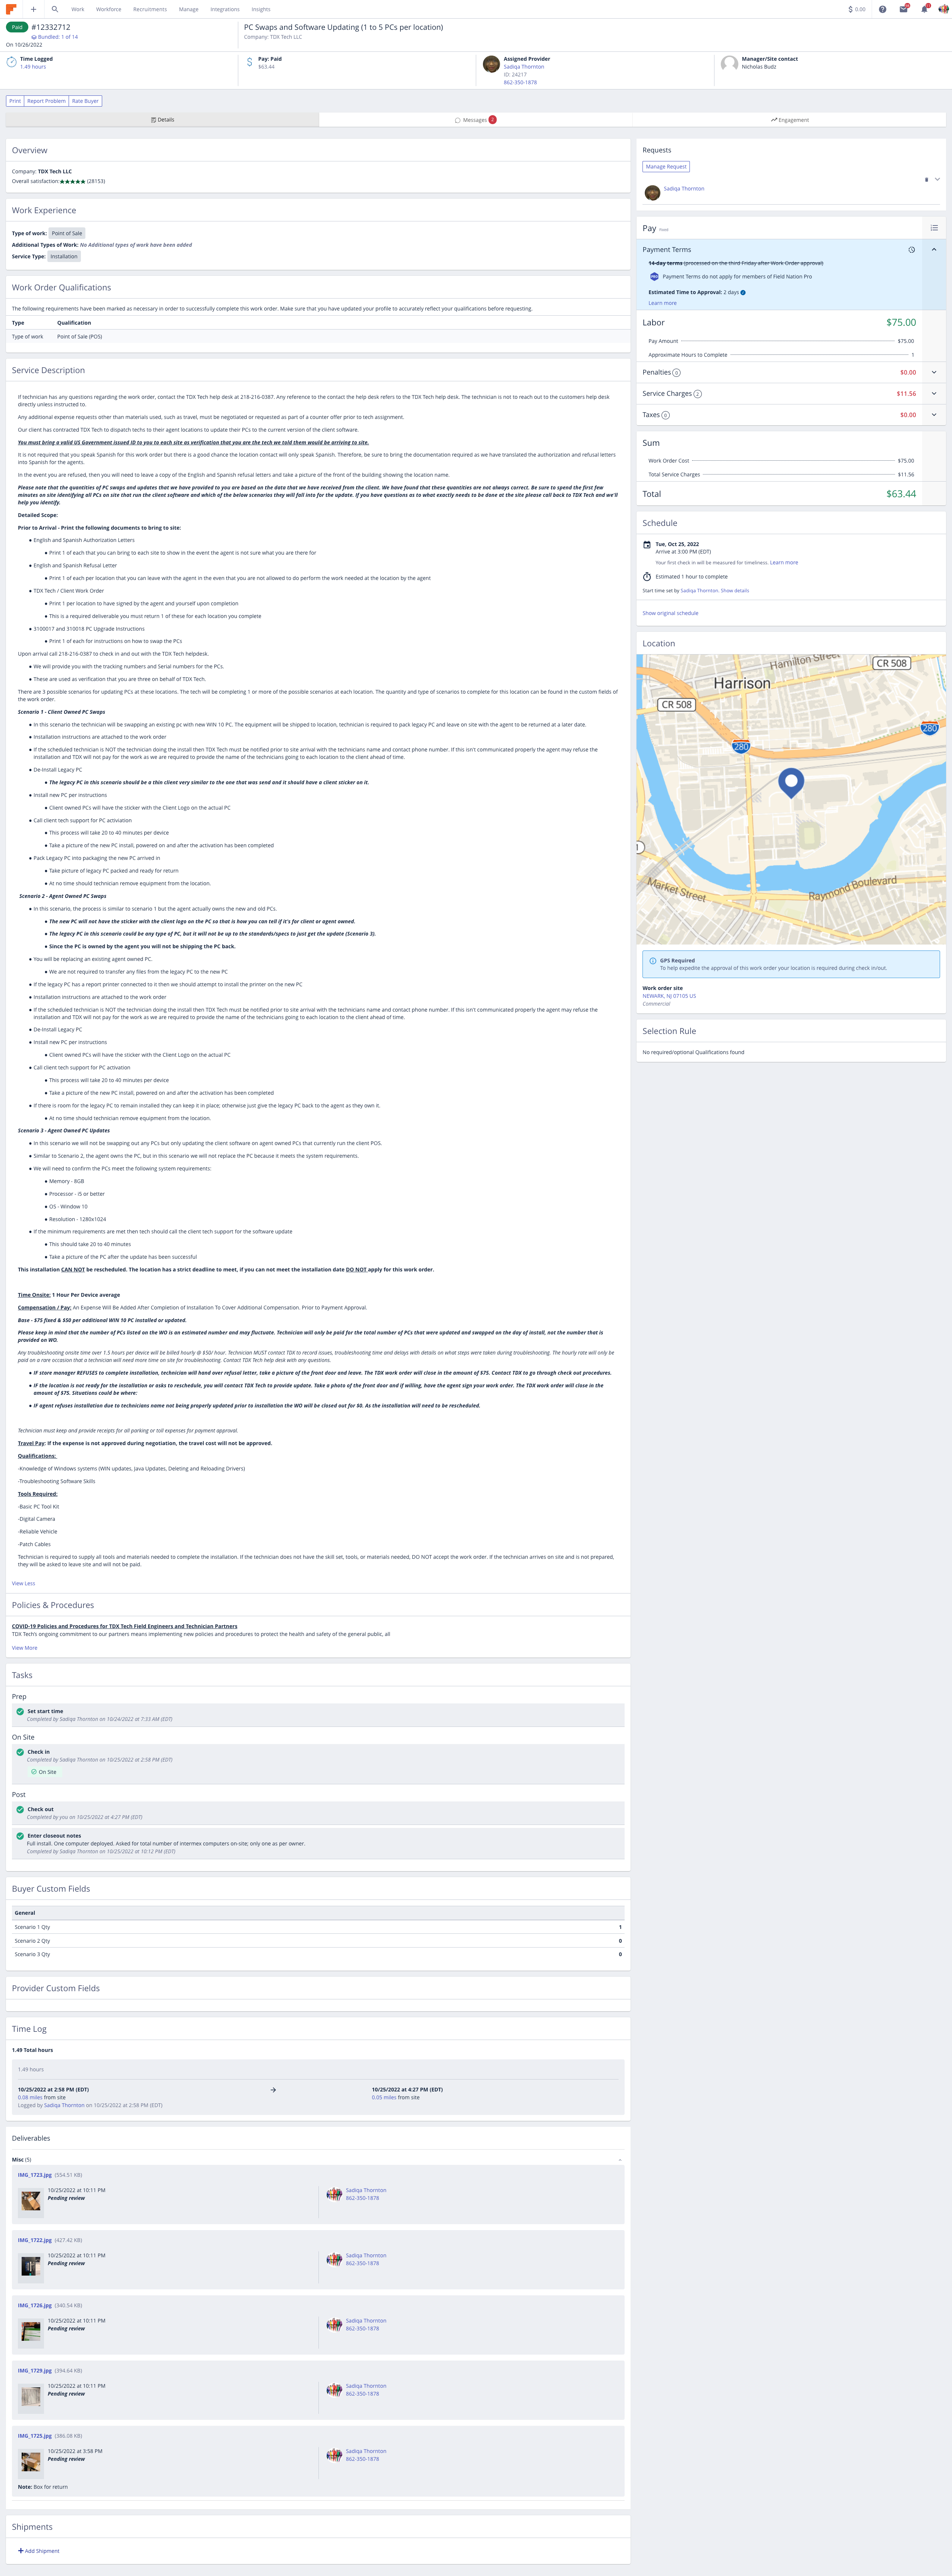 Work Workforce Recruitments Manage Integrations Insights
0.00
Paid #12332712
Bundled: 1 of 14
On 10/26/2022
PC Swaps and Software Updating (1 to 5 PCs per location)
Company: TDX Tech LLC
Time Logged
1.49 hours
Pay: Paid
$63.44
Assigned Provider
Sadiqa Thornton
ID: 24217
862-350-1878
Manager/Site contact
Nicholas Budz
Print Report Problem Rate Buyer
Details
Messages 2
Engagement
Overview
Company: TDX Tech LLC
Overall satisfaction: (28153)
Work Experience
Type of work: Point of Sale
Additional Types of Work: No Additional types of work have been added
Service Type: Installation
Work Order Qualifications
The following requirements have been marked as necessary in order to successfully complete this work order. Make sure that you have updated your profile to accurately reflect your qualifications before requesting.
Type Qualification
Type of work Point of Sale (POS)
Service Description
If technician has any questions regarding the work order, contact the TDX Tech help desk at 218-216-0387. Any reference to the contact the help desk refers to the TDX Tech help desk. The technician is not to reach out to the customers help desk
directly unless instructed to.
Any additional expense requests other than materials used, such as travel, must be negotiated or requested as part of a counter offer prior to tech assignment.
Our client has contracted TDX Tech to dispatch techs to their agent locations to update their PCs to the current version of the client software.
You must bring a valid US Government issued ID to you to each site as verification that you are the tech we told them would be arriving to site.
It is not required that you speak Spanish for this work order but there is a good chance the location contact will only speak Spanish. Therefore, be sure to bring the documentation required as we have translated the authorization and refusal letters
into Spanish for the agents.
In the event you are refused, then you will need to leave a copy of the English and Spanish refusal letters and take a picture of the front of the building showing the location name.
Please note that the quantities of PC swaps and updates that we have provided to you are based on the data that we have received from the client. We have found that these quantities are not always correct. Be sure to spend the first few
minutes on site identifying all PCs on site that run the client software and which of the below scenarios they will fall into for the update. If you have questions as to what exactly needs to be done at the site please call back to TDX Tech and we'll
help you identify.
Detailed Scope:
Prior to Arrival - Print the following documents to bring to site:
● English and Spanish Authorization Letters
● Print 1 of each that you can bring to each site to show in the event the agent is not sure what you are there for
● English and Spanish Refusal Letter
● Print 1 of each per location that you can leave with the agent in the even that you are not allowed to do perform the work needed at the location by the agent
● TDX Tech / Client Work Order
● Print 1 per location to have signed by the agent and yourself upon completion
● This is a required deliverable you must return 1 of these for each location you complete
● 3100017 and 310018 PC Upgrade Instructions
● Print 1 of each for instructions on how to swap the PCs
Upon arrival call 218-216-0387 to check in and out with the TDX Tech helpdesk.
● We will provide you with the tracking numbers and Serial numbers for the PCs.
● These are used as verification that you are three on behalf of TDX Tech.
There are 3 possible scenarios for updating PCs at these locations. The tech will be completing 1 or more of the possible scenarios at each location. The quantity and type of scenarios to complete for this location can be found in the custom fields of
the work order.
Scenario 1 - Client Owned PC Swaps
● In this scenario the technician will be swapping an existing pc with new WIN 10 PC. The equipment will be shipped to location, technician is required to pack legacy PC and leave on site with the agent to be returned at a later date.
● Installation instructions are attached to the work order
● If the scheduled technician is NOT the technician doing the install then TDX Tech must be notified prior to site arrival with the technicians name and contact phone number. If this isn't communicated properly the agent may refuse the
installation and TDX will not pay for the work as we are required to provide the name of the technicians going to each location to the client ahead of time.
● De-Install Legacy PC
● The legacy PC in this scenario should be a thin client very similar to the one that was send and it should have a client sticker on it.
● Install new PC per instructions
● Client owned PCs will have the sticker with the Client Logo on the actual PC
● Call client tech support for PC activiation
● This process will take 20 to 40 minutes per device
● Take a picture of the new PC install, powered on and after the activation has been completed
● Pack Legacy PC into packaging the new PC arrived in
● Take picture of legacy PC packed and ready for return
● At no time should technician remove equipment from the location.
Scenario 2 - Agent Owned PC Swaps
● In this scenario, the process is similar to scenario 1 but the agent actually owns the new and old PCs.
● The new PC will not have the sticker with the client logo on the PC so that is how you can tell if it's for client or agent owned.
● The legacy PC in this scenario could be any type of PC, but it will not be up to the standards/specs to just get the update (Scenario 3).
● Since the PC is owned by the agent you will not be shipping the PC back.
● You will be replacing an existing agent owned PC.
● We are not required to transfer any files from the legacy PC to the new PC
● If the legacy PC has a report printer connected to it then we should attempt to install the printer on the new PC
● Installation instructions are attached to the work order
● If the scheduled technician is NOT the technician doing the install then TDX Tech must be notified prior to site arrival with the technicians name and contact phone number. If this isn't communicated properly the agent may refuse the
installation and TDX will not pay for the work as we are required to provide the name of the technicians going to each location to the client ahead of time.
● De-Install Legacy PC
● Install new PC per instructions
● Client owned PCs will have the sticker with the Client Logo on the actual PC
● Call client tech support for PC activation
● This process will take 20 to 40 minutes per device
● Take a picture of the new PC install, powered on and after the activation has been completed
● If there is room for the legacy PC to remain installed they can keep it in place; otherwise just give the legacy PC back to the agent as they own it.
● At no time should technician remove equipment from the location.
Scenario 3 - Agent Owned PC Updates
● In this scenario we will not be swapping out any PCs but only updating the client software on agent owned PCs that currently run the client POS.
● Similar to Scenario 2, the agent owns the PC, but in this scenario we will not replace the PC because it meets the system requirements.
● We will need to confirm the PCs meet the following system requirements:
● Memory - 8GB
● Processor - i5 or better
● OS - Window 10
● Resolution - 1280x1024
● If the minimum requirements are met then tech should call the client tech support for the software update
● This should take 20 to 40 minutes
● Take a picture of the PC after the update has been successful
This installation CAN NOT be rescheduled. The location has a strict deadline to meet, if you can not meet the installation date DO NOT apply for this work order.
Time Onsite: 1 Hour Per Device average
Compensation / Pay: An Expense Will Be Added After Completion of Installation To Cover Additional Compensation. Prior to Payment Approval.
Base - $75 fixed & $50 per additional WIN 10 PC installed or updated.
Please keep in mind that the number of PCs listed on the WO is an estimated number and may fluctuate. Technician will only be paid for the total number of PCs that were updated and swapped on the day of install, not the number that is
provided on WO.
Any troubleshooting onsite time over 1.5 hours per device will be billed hourly @ $50/ hour. Technician MUST contact TDX to record issues, troubleshooting time and delays with details on what steps were taken during troubleshooting. The hourly rate will only be
paid on a rare occasion that a technician will need more time on site for troubleshooting. Contact TDX Tech help desk with any questions.
● IF store manager REFUSES to complete installation, technician will hand over refusal letter, take a picture of the front door and leave. The TDX work order will close in the amount of $75. Contact TDX to go through check out procedures.
● IF the location is not ready for the installation or asks to reschedule, you will contact TDX Tech to provide update. Take a photo of the front door and if willing, have the agent sign your work order. The TDX work order will close in the
amount of $75. Situations could be where:
● IF agent refuses installation due to technicians name not being properly updated prior to installation the WO will be closed out for $0. As the installation will need to be rescheduled.
Technician must keep and provide receipts for all parking or toll expenses for payment approval.
Travel Pay: If the expense is not approved during negotiation, the travel cost will not be approved.
Qualifications:
-Knowledge of Windows systems (WIN updates, Java Updates, Deleting and Reloading Drivers)
-Troubleshooting Software Skills
Tools Required:
-Basic PC Tool Kit
-Digital Camera
-Reliable Vehicle
-Patch Cables
Technician is required to supply all tools and materials needed to complete the installation. If the technician does not have the skill set, tools, or materials needed, DO NOT accept the work order. If the technician arrives on site and is not prepared,
they will be asked to leave site and will not be paid.
View Less
Policies & Procedures
COVID-19 Policies and Procedures for TDX Tech Field Engineers and Technician Partners
TDX Tech's ongoing commitment to our partners means implementing new policies and procedures to protect the health and safety of the general public, all
View More
Tasks
Prep
Set start time
Completed by Sadiqa Thornton on 10/24/2022 at 7:33 AM (EDT)
On Site
Check in
Completed by Sadiqa Thornton on 10/25/2022 at 2:58 PM (EDT)
On Site
Post
Check out
Completed by you on 10/25/2022 at 4:27 PM (EDT)
Enter closeout notes
Full install. One computer deployed. Asked for total number of Intermex computers on-site; only one as per owner.
Completed by Sadiqa Thornton on 10/25/2022 at 10:12 PM (EDT)
Buyer Custom Fields
General
Scenario 1 Qty 1
Scenario 2 Qty 0
Scenario 3 Qty 0
Provider Custom Fields
Time Log
1.49 Total hours
1.49 hours
10/25/2022 at 2:58 PM (EDT) → 10/25/2022 at 4:27 PM (EDT)
0.08 miles from site 0.05 miles from site
Logged by Sadiqa Thornton on 10/25/2022 at 2:58 PM (EDT)
Deliverables
Misc (5)
IMG_1723.jpg (554.51 KB)
10/25/2022 at 10:11 PM Sadiqa Thornton
Pending review 862-350-1878
IMG_1722.jpg (427.42 KB)
10/25/2022 at 10:11 PM Sadiqa Thornton
Pending review 862-350-1878
IMG_1726.jpg (340.54 KB)
10/25/2022 at 10:11 PM Sadiqa Thornton
Pending review 862-350-1878
IMG_1729.jpg (394.64 KB)
10/25/2022 at 10:11 PM Sadiqa Thornton
Pending review 862-350-1878
IMG_1725.jpg (386.08 KB)
10/25/2022 at 3:58 PM Sadiqa Thornton
Pending review 862-350-1878
Note: Box for return
Shipments
Add Shipment
Requests
Manage Request
Sadiqa Thornton
Pay Fixed
Payment Terms
14-day terms (processed on the third Friday after Work Order approval)
PRO Payment Terms do not apply for members of Field Nation Pro
Estimated Time to Approval: 2 days
Learn more
Labor $75.00
Pay Amount $75.00
Approximate Hours to Complete 1
Penalties 0 $0.00
Service Charges 2 $11.56
Taxes 0 $0.00
Sum
Work Order Cost $75.00
Total Service Charges $11.56
Total $63.44
Schedule
Tue, Oct 25, 2022
Arrive at 3:00 PM (EDT)
Your first check in will be measured for timeliness. Learn more
Estimated 1 hour to complete
Start time set by Sadiqa Thornton. Show details
Show original schedule
Location
Hamilton Street
CR 508
Harrison
CR 508
280
280
Market Street
Raymond Boulevard
GPS Required
To help expedite the approval of this work order your location is required during check in/out.
Work order site
NEWARK, NJ 07105 US
Commercial
Selection Rule
No required/optional Qualifications found